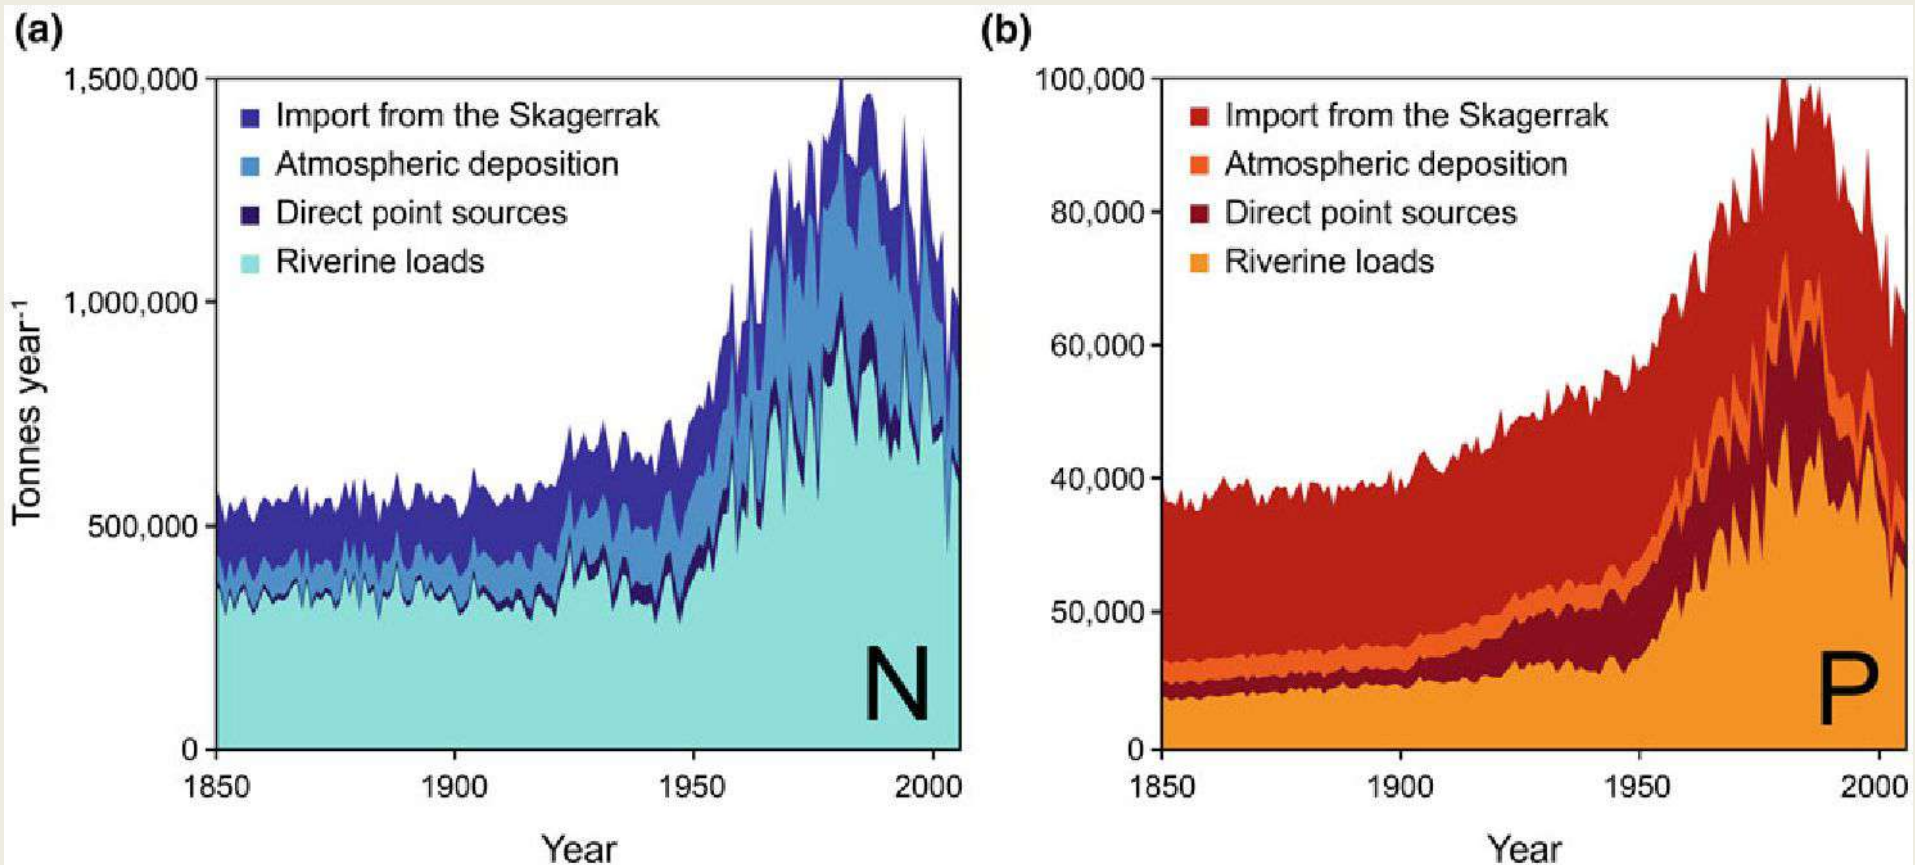 (a)
1,500,000
1,000,000
500,000
0
Tonnes year-1
Import from the Skagerrak
Atmospheric deposition
Direct point sources
Riverine loads
N
1850 1900 1950 2000
Year
(b)
100,000
80,000
60,000
40,000
50,000
0
Import from the Skagerrak
Atmospheric deposition
Direct point sources
Riverine loads
P
1850 1900 1950 2000
Year